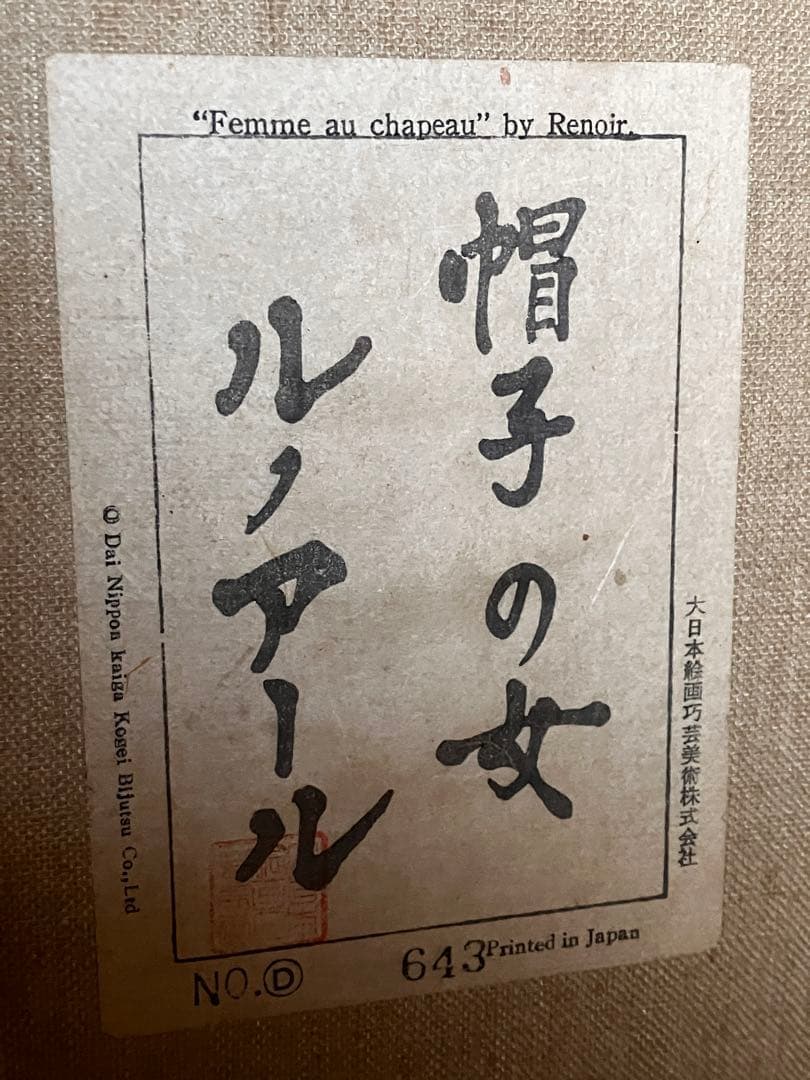 “Femme au chapeau” by Renoir.
帽子の女
ルノアール
大日本絵画巧芸美術株式会社
© Dai Nippon kaiga Kogei Bijutsu Co.,Ltd
NO.Ⓓ 643
Printed in Japan